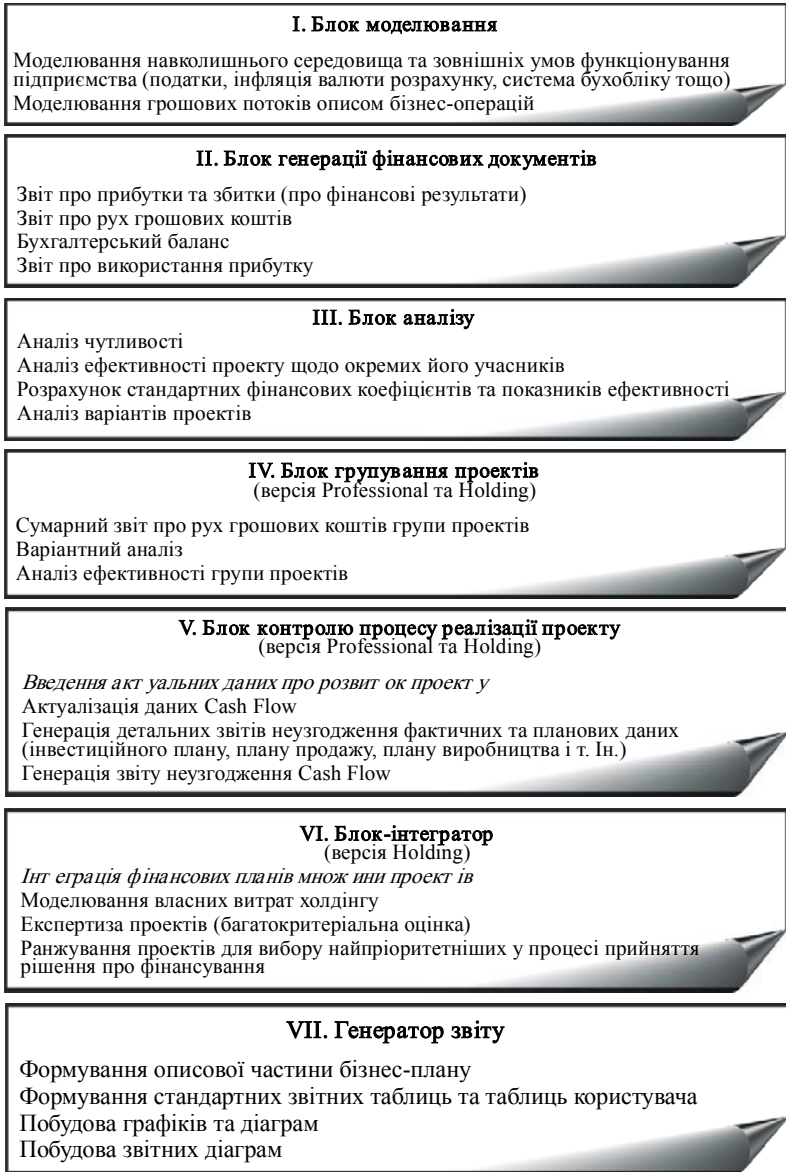 I. Блок моделювання
Моделювання навколишнього середовища та зовнішніх умов функціонування
підприємства (податки, інфляція валюти розрахунку, система бухобліку тощо)
Моделювання грошових потоків описом бізнес-операцій
II. Блок генерації фінансових документів
Звіт про прибутки та збитки (про фінансові результати)
Звіт про рух грошових коштів
Бухгалтерський баланс
Звіт про використання прибутку
III. Блок аналізу
Аналіз чутливості
Аналіз ефективності проекту щодо окремих його учасників
Розрахунок стандартних фінансових коефіцієнтів та показників ефективності
Аналіз варіантів проектів
IV. Блок групування проектів
(версія Professional та Holding)
Сумарний звіт про рух грошових коштів групи проектів
Варіантний аналіз
Аналіз ефективності групи проектів
V. Блок контролю процесу реалізації проекту
(версія Professional та Holding)
Введення акт уальних даних про розвит ок проект у
Актуалізація даних Cash Flow
Генерація детальних звітів неузгодження фактичних та планових даних
(інвестиційного плану, плану продажу, плану виробництва і т. Ін.)
Генерація звіту неузгодження Cash Flow
VI. Блок-інтегратор
(версія Holding)
Інт еграція фінансових планів множ ини проект ів
Моделювання власних витрат холдінгу
Експертиза проектів (багатокритеріальна оцінка)
Ранжування проектів для вибору найпріоритетніших у процесі прийняття
рішення про фінансування
VII. Генератор звіту
Формування описової частини бізнес-плану
Формування стандартних звітних таблиць та таблиць користувача
Побудова графіків та діаграм
Побудова звітних діаграм